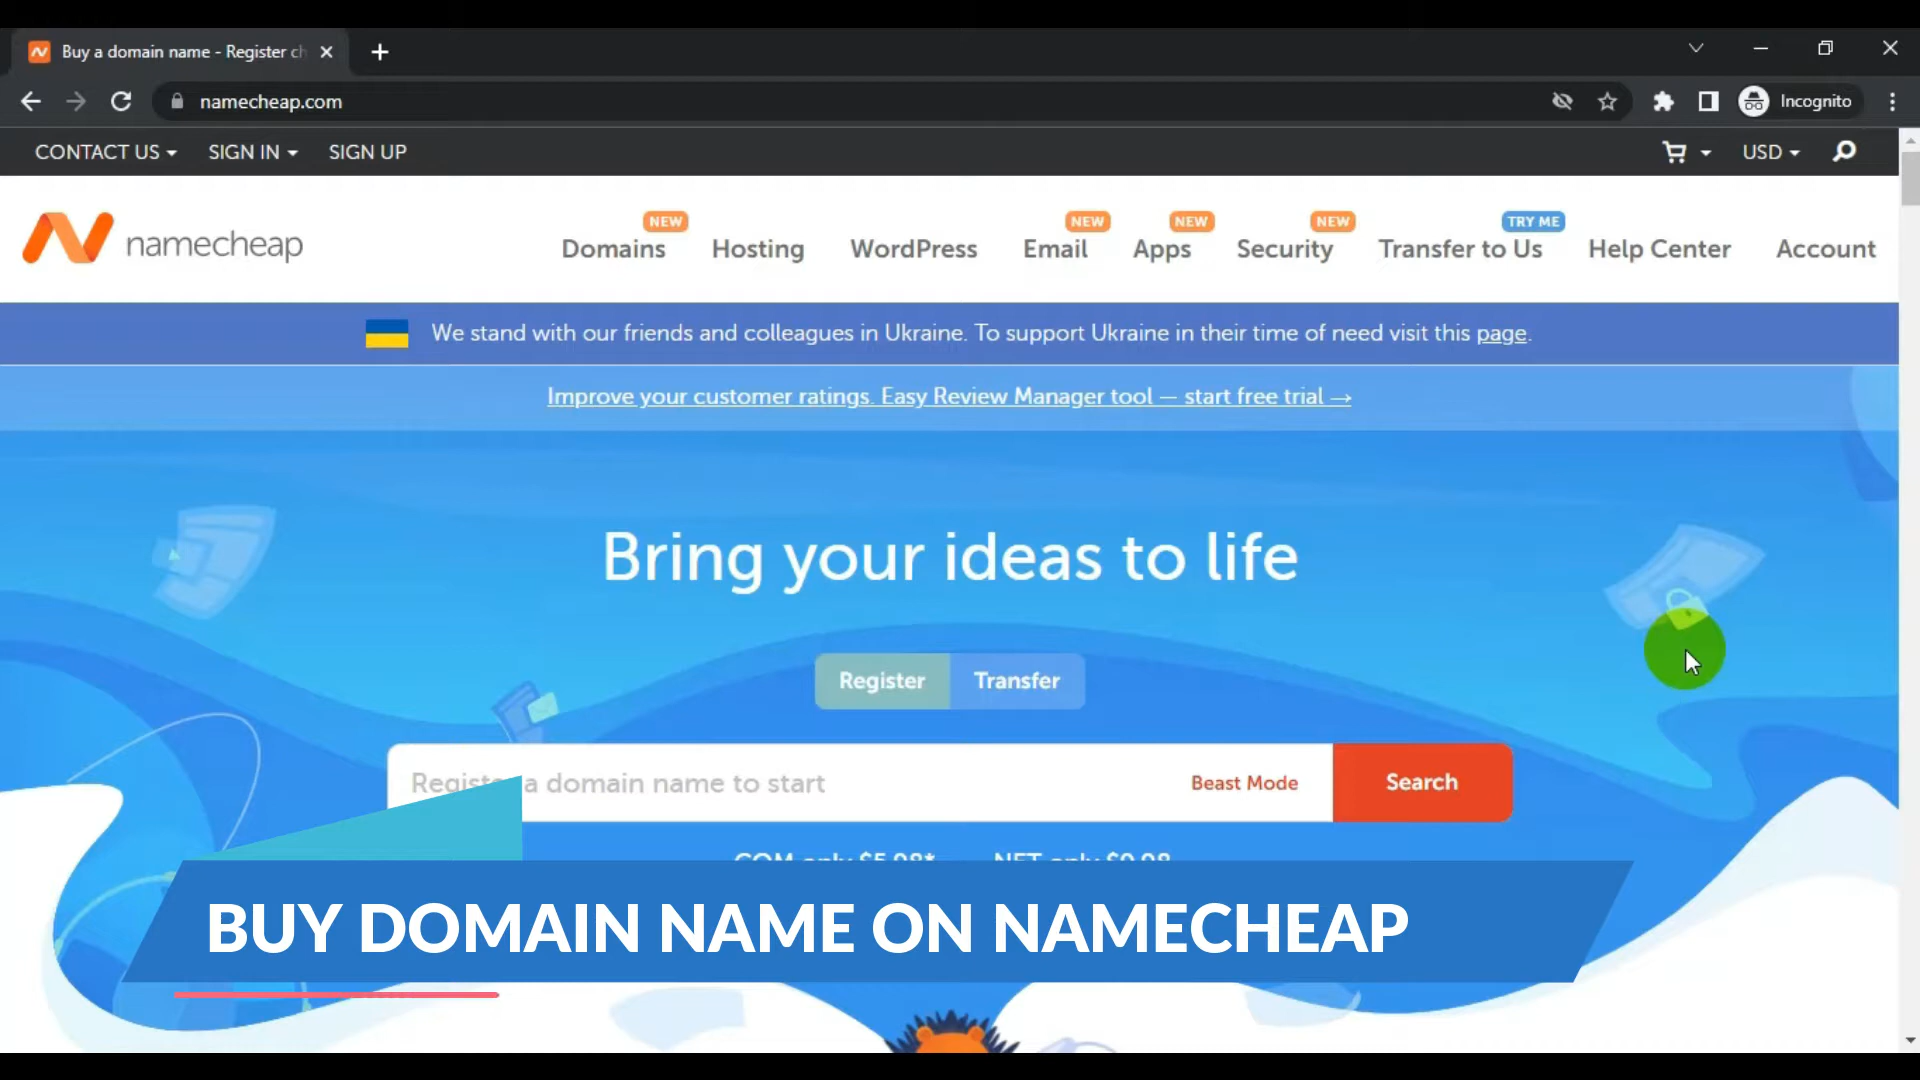 Buy a domain name - Register ch
namecheap.com
Incognito
CONTACT US SIGN IN SIGN UP USD
namecheap
NEW NEW NEW NEW TRY ME
Domains Hosting WordPress Email Apps Security Transfer to Us Help Center Account
We stand with our friends and colleagues in Ukraine. To support Ukraine in their time of need visit this page.
Improve your customer ratings. Easy Review Manager tool — start free trial →
Bring your ideas to life
Register Transfer
a domain name to start Beast Mode Search
BUY DOMAIN NAME ON NAMECHEAP